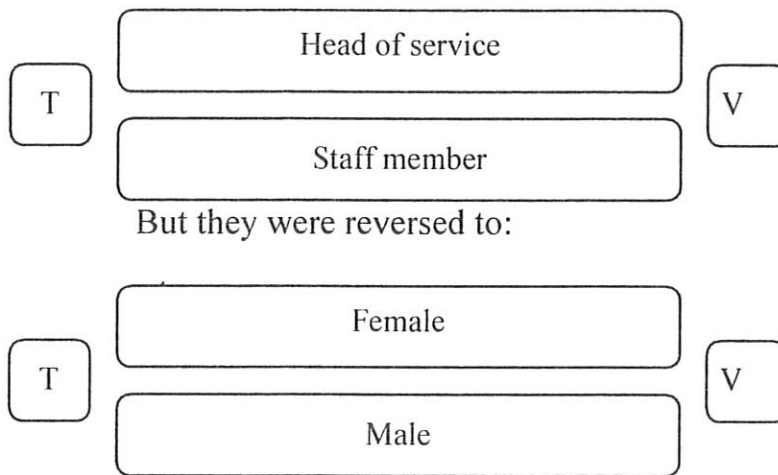 Head of service
T
V
Staff member
But they were reversed to:
Female
T
V
Male